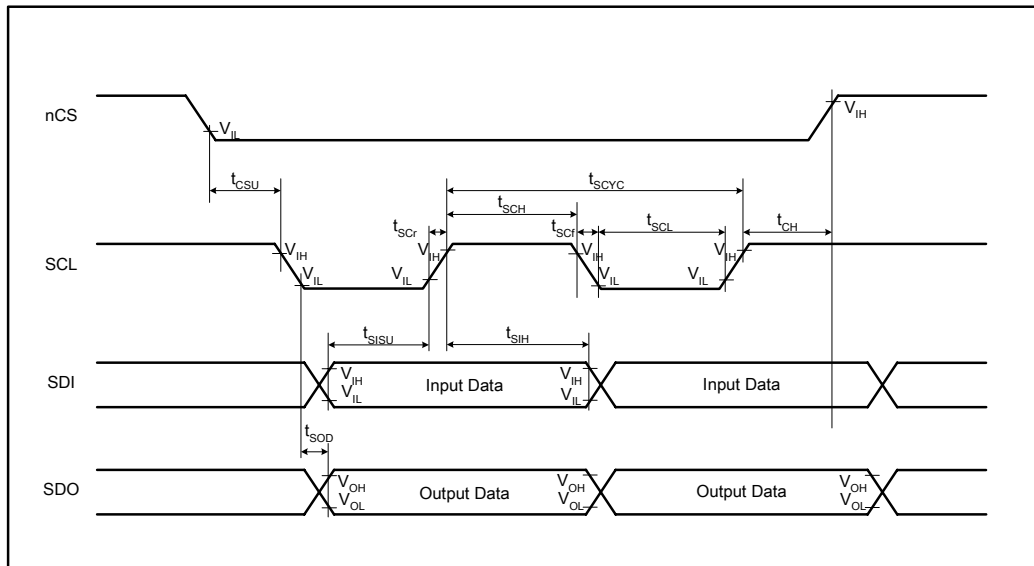 nCS
V_IL
V_IH
t_CSU
t_SCYC
t_SCH
t_SCr
t_SCf
t_SCL
t_CH
SCL
V_IH
V_IL
V_IL
V_IH
V_IH
V_IL
V_IL
V_IH
t_SISU
t_SIH
SDI
V_IH
V_IL
Input Data
V_IH
V_IL
Input Data
t_SOD
SDO
V_OH
V_OL
Output Data
V_OH
V_OL
Output Data
V_OH
V_OL